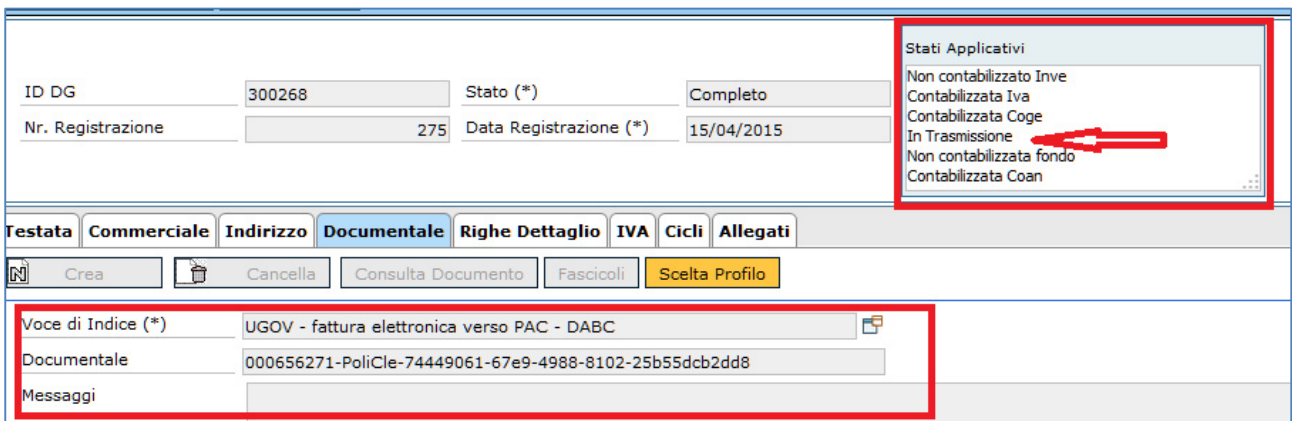 Stati Applicativi
Non contabilizzato Inve
Contabilizzata Iva
Contabilizzata Coge
In Trasmissione
Non contabilizzata fondo
Contabilizzata Coan
ID DG 300268 Stato (*) Completo
Nr. Registrazione 275 Data Registrazione (*) 15/04/2015
Testata Commerciale Indirizzo Documentale Righe Dettaglio IVA Cicli Allegati
N Crea Cancella Consulta Documento Fascicoli Scelta Profilo
Voce di Indice (*) UGOV - fattura elettronica verso PAC - DABC
Documentale 000656271-PoliCle-74449061-67e9-4988-8102-25b55dcb2dd8
Messaggi